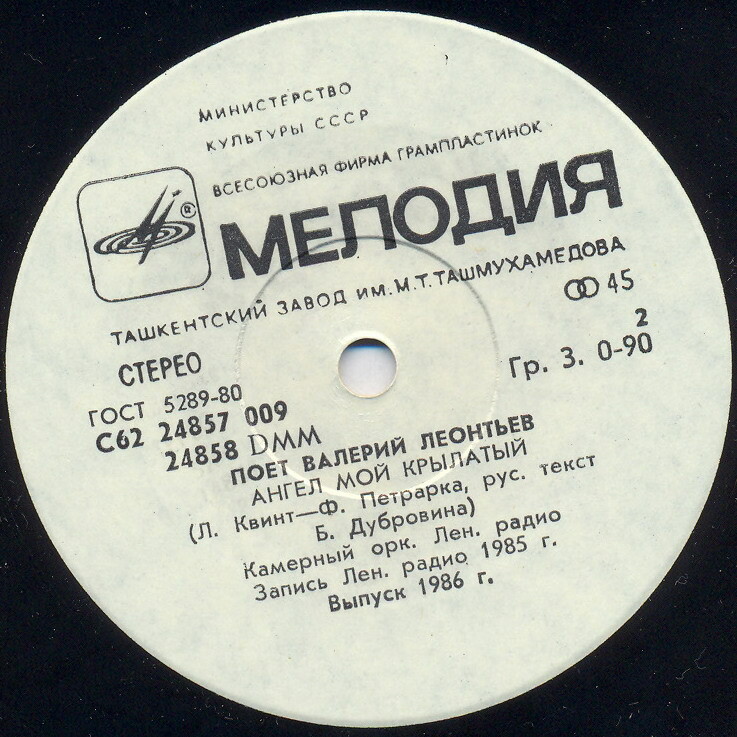 МИНИСТЕРСТВО
КУЛЬТУРЫ СССР
ВСЕСОЮЗНАЯ ФИРМА ГРАМПЛАСТИНОК
®
МЕЛОДИЯ
ТАШКЕНТСКИЙ ЗАВОД ИМ. М.Т. ТАШМУХАМЕДОВА
СТЕРЕО
45
2
ГОСТ 5289-80
Гр. 3. 0-90
С62 24857 009
24858 DMM
ПОЕТ ВАЛЕРИЙ ЛЕОНТЬЕВ
АНГЕЛ МОЙ КРЫЛАТЫЙ
(Л. Квинт—Ф. Петрарка, рус. текст
Б. Дубровина)
Камерный орк. Лен. радио
Запись Лен. радио 1985 г.
Выпуск 1986 г.